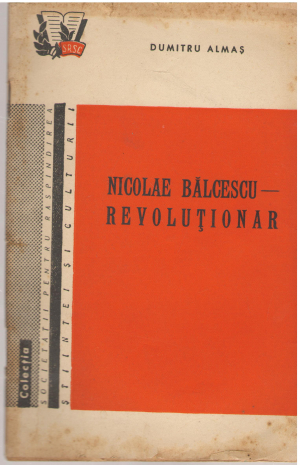 SRSC
DUMITRU ALMAȘ
NICOLAE BĂLCESCU—
REVOLUȚIONAR
Colecția
SOCIETĂȚII PENTRU RĂSPÎNDIREA
ȘTIINȚEI ȘI CULTURII